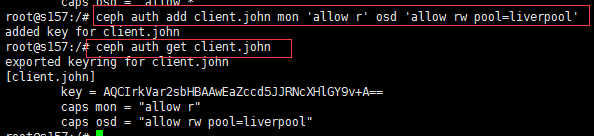 caps osd = "allow *"
root@s157:/# ceph auth add client.john mon 'allow r' osd 'allow rw pool=liverpool'
added key for client.john
root@s157:/# ceph auth get client.john
exported keyring for client.john
[client.john]
key = AQCIrkVar2sbHBAAwEaZccd5JJRNcXHlGY9v+A==
caps mon = "allow r"
caps osd = "allow rw pool=liverpool"
root@s157:/#